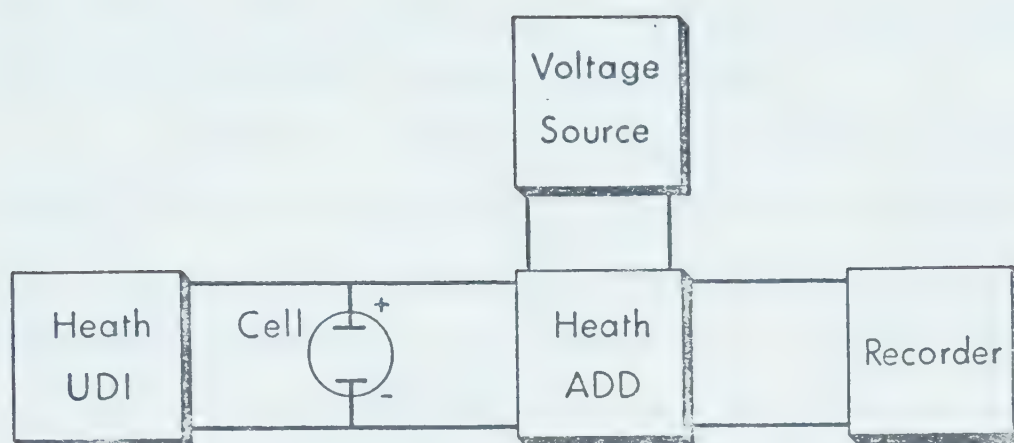 Voltage
Source
Heath
UDI
Cell
+
-
Heath
ADD
Recorder